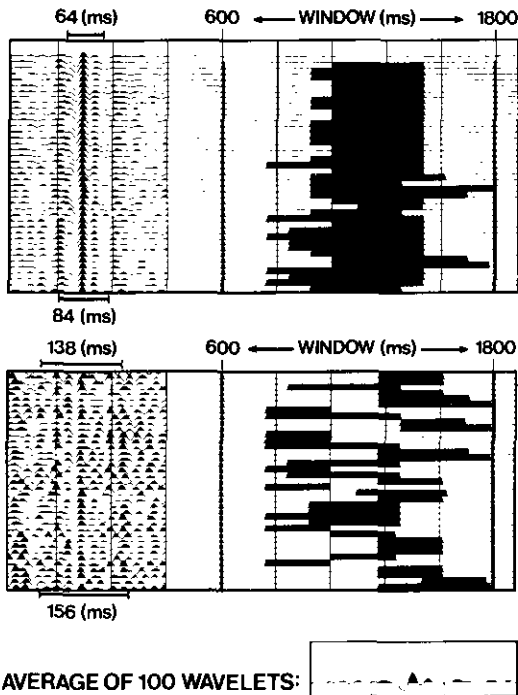 64 (ms) 600 ← WINDOW (ms) → 1800
84 (ms)
138 (ms) 600 ← WINDOW (ms) → 1800
156 (ms)
AVERAGE OF 100 WAVELETS: